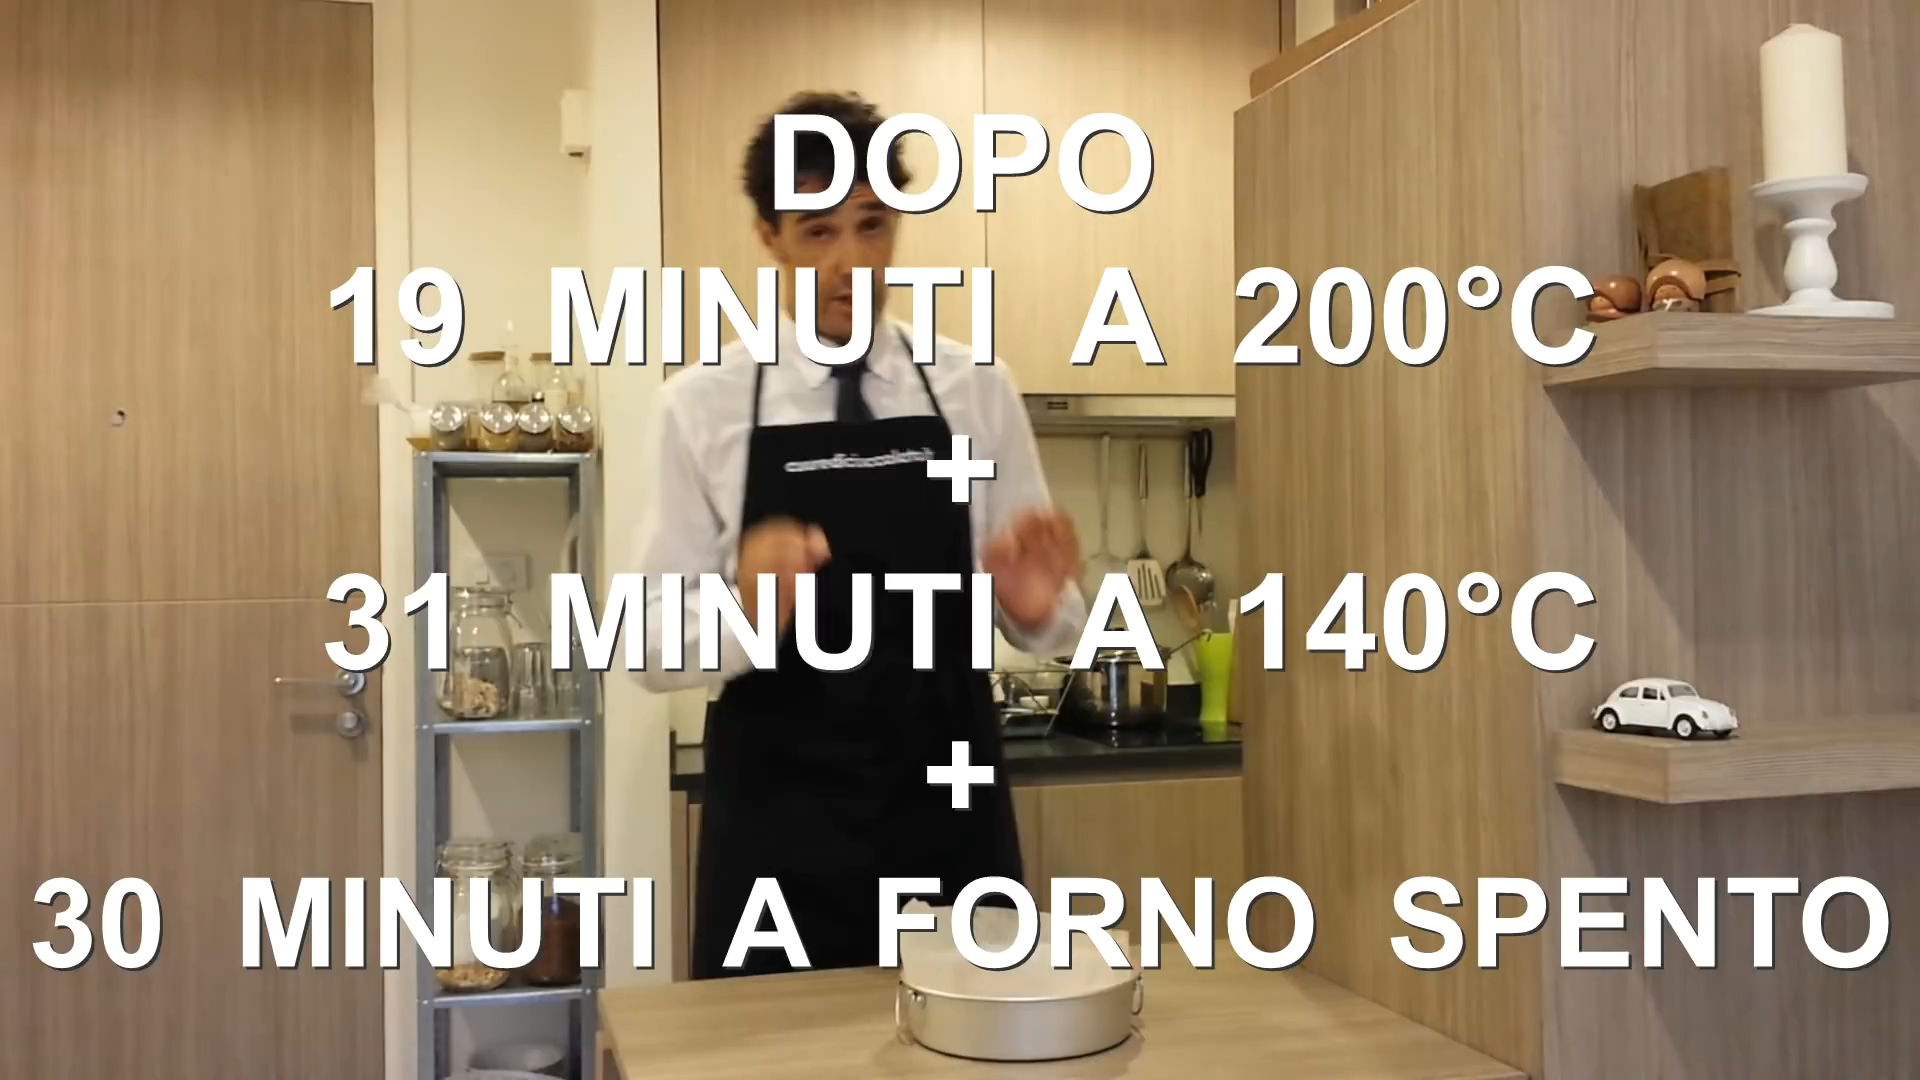 DOPO
19 MINUTI A 200°C
+
31 MINUTI A 140°C
+
30 MINUTI A FORNO SPENTO